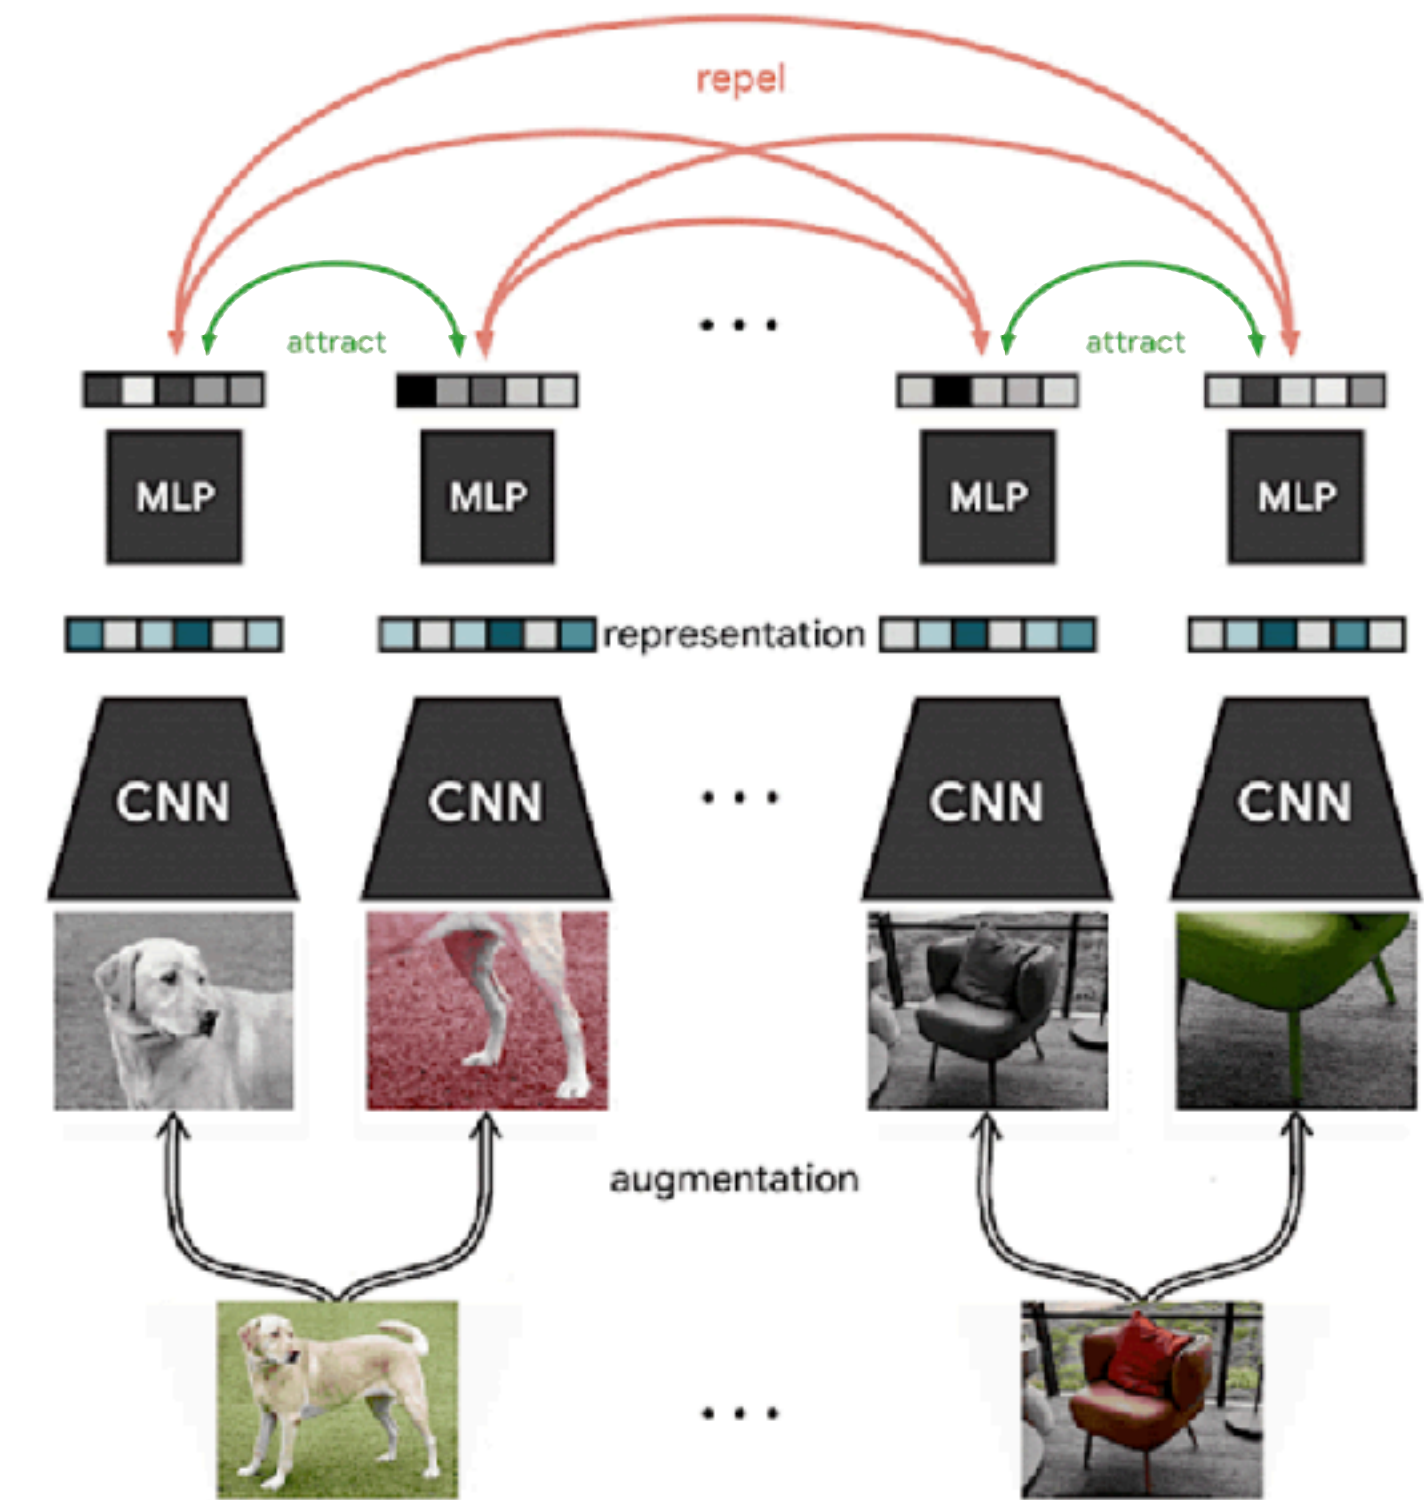 repel
attract
attract
MLP
MLP
MLP
MLP
representation
CNN
CNN
CNN
CNN
augmentation